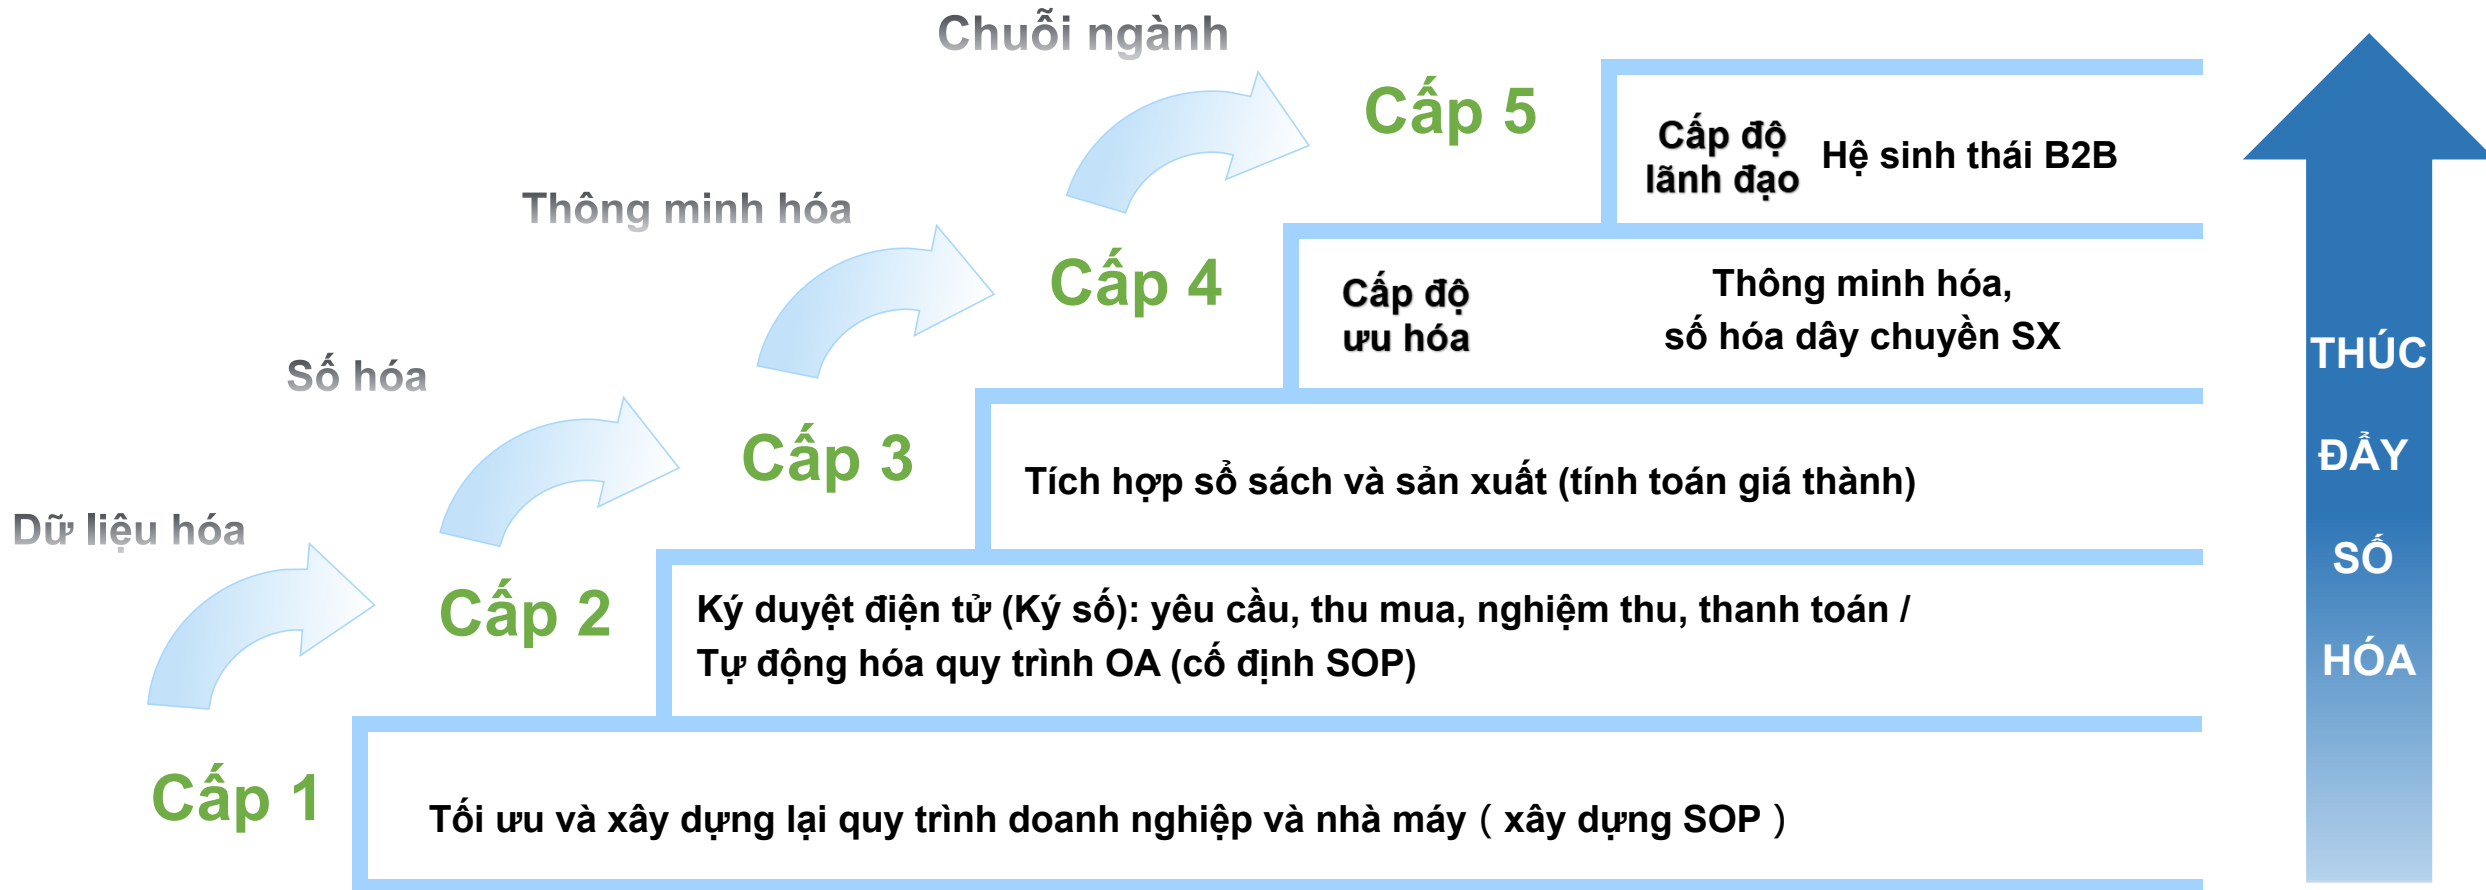 Chuỗi ngành
Cấp 5
Cấp độ
lãnh đạo
Hệ sinh thái B2B
Thông minh hóa
Cấp 4
Cấp độ
ưu hóa
Thông minh hóa,
số hóa dây chuyền SX
Số hóa
Cấp 3
Tích hợp sổ sách và sản xuất (tính toán giá thành)
Dữ liệu hóa
Cấp 2
Ký duyệt điện tử (Ký số): yêu cầu, thu mua, nghiệm thu, thanh toán /
Tự động hóa quy trình OA (cố định SOP)
Cấp 1
Tối ưu và xây dựng lại quy trình doanh nghiệp và nhà máy ( xây dựng SOP )
THÚC
ĐẨY
SỐ
HÓA